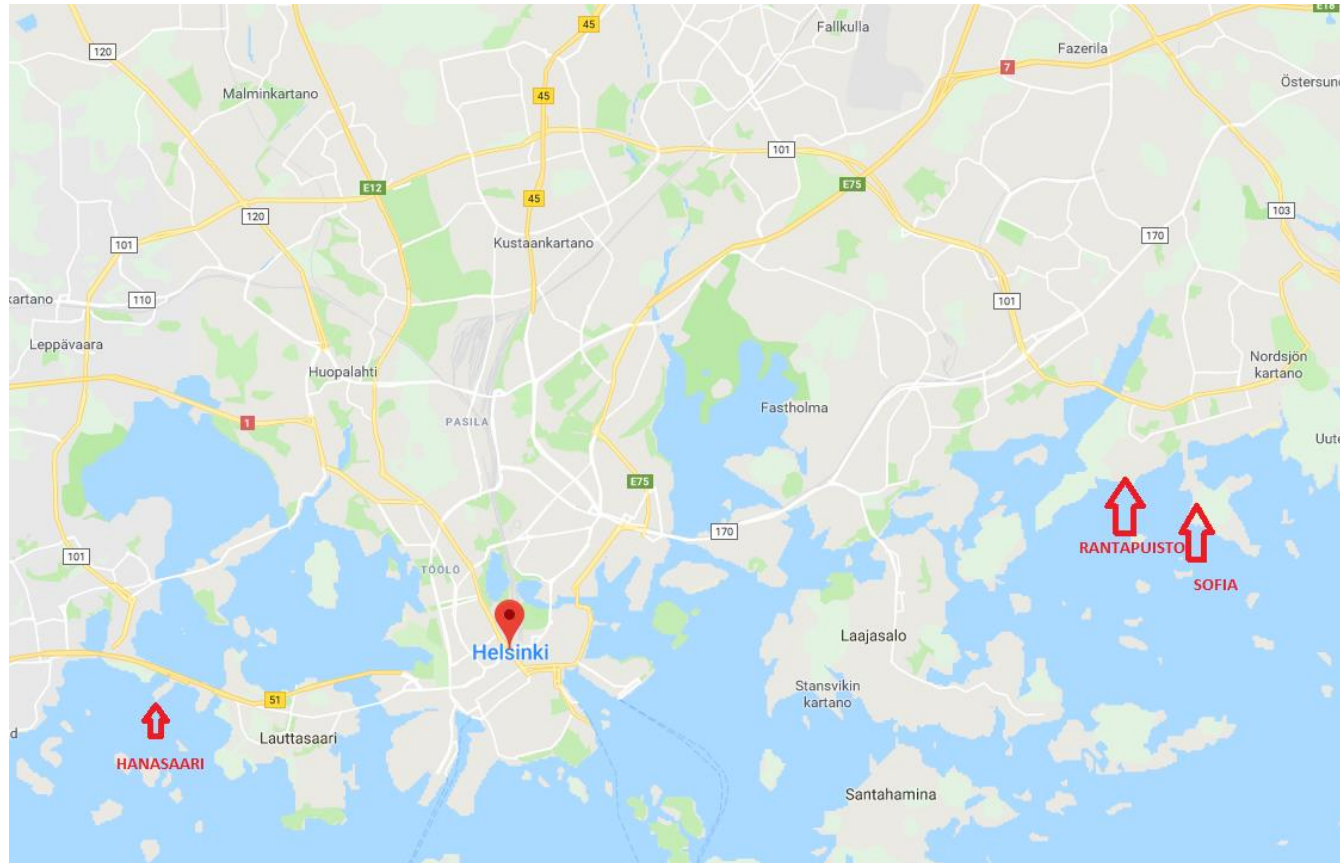 E18
45
Fallkulla
120
Fazerila
7
Östersund
Malminkartano
45
101
E12
E75
45
120
103
101
Kustaankartano
170
kartano
110
101
Leppävaara
Nordsjön
kartano
Huopalahti
Fastholma
1
PASILA
Uute
E75
170
101
RANTAPUISTO
TÖÖLÖ
SOFIA
Helsinki
Laajasalo
Stansvikin
kartano
51
d
Lauttasaari
HANASAARI
Santahamina